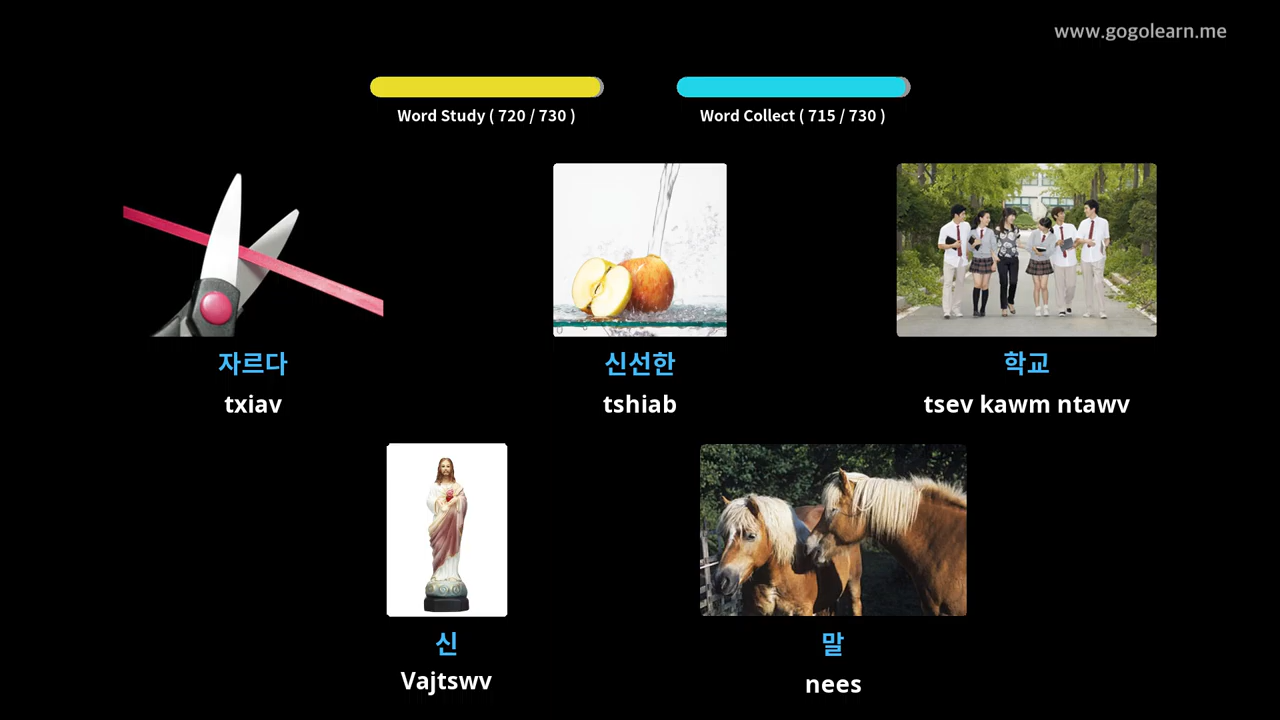 www.gogolearn.me
Word Study ( 720 / 730 )
Word Collect ( 715 / 730 )
자르다
신선한
학교
txiav
tshiab
tsev kawm ntawv
신
말
Vajtswv
nees